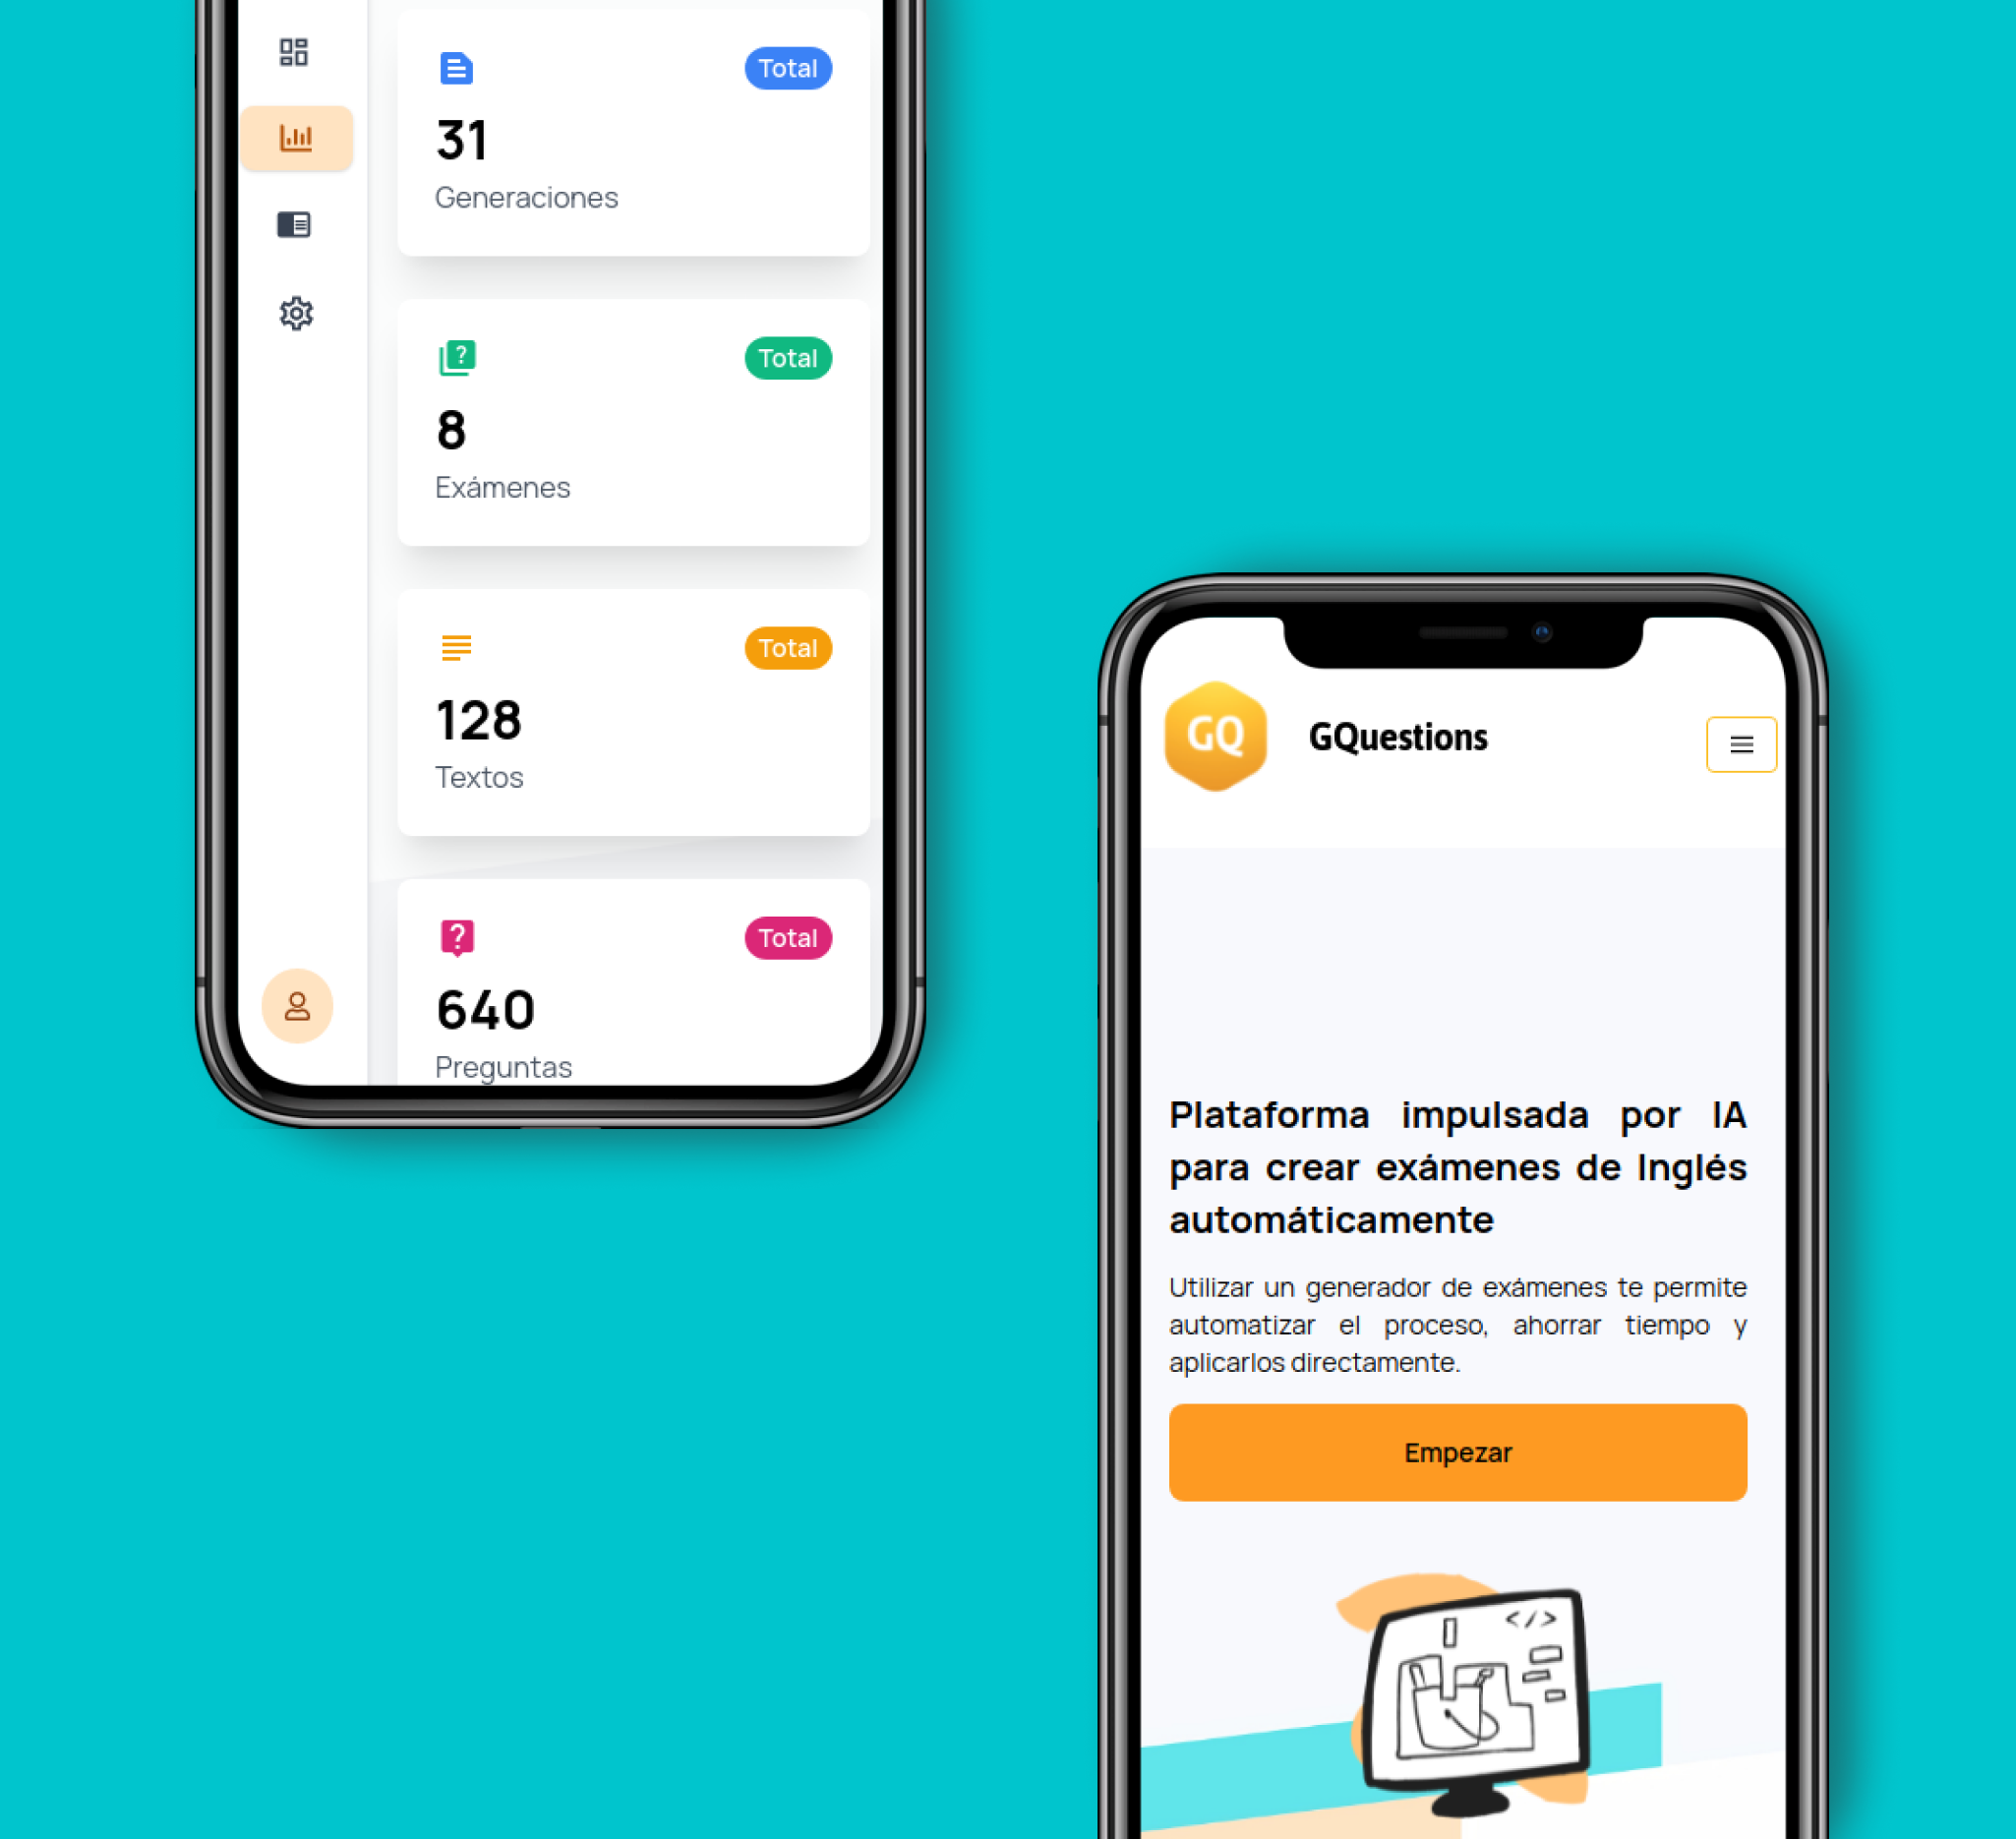 Total
31
Generaciones
Total
8
Exámenes
Total
128
Textos
Total
640
Preguntas
GQ
GQuestions
Plataforma impulsada por IA
para crear exámenes de Inglés
automáticamente
Utilizar un generador de exámenes te permite
automatizar el proceso, ahorrar tiempo y
aplicarlos directamente.
Empezar
</>